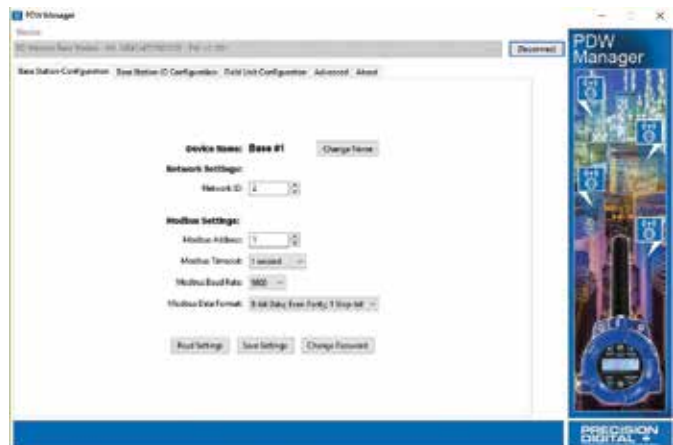 PDW Manager
Device
Disconnect
PDW
Manager
Base Station Configuration Base Station IO Configuration Field Unit Configuration Advanced About
Device Name: Base #1 Change Name
Network Settings:
Network ID: 2
Modbus Settings:
Modbus Address: 1
Modbus Timeout: 1 second
Modbus Baud Rate: 9600
Modbus Data Format: 8 bit Data, Even Parity, 1 Stop bit
Read Settings Save Settings Change Password
PRECISION
DIGITAL